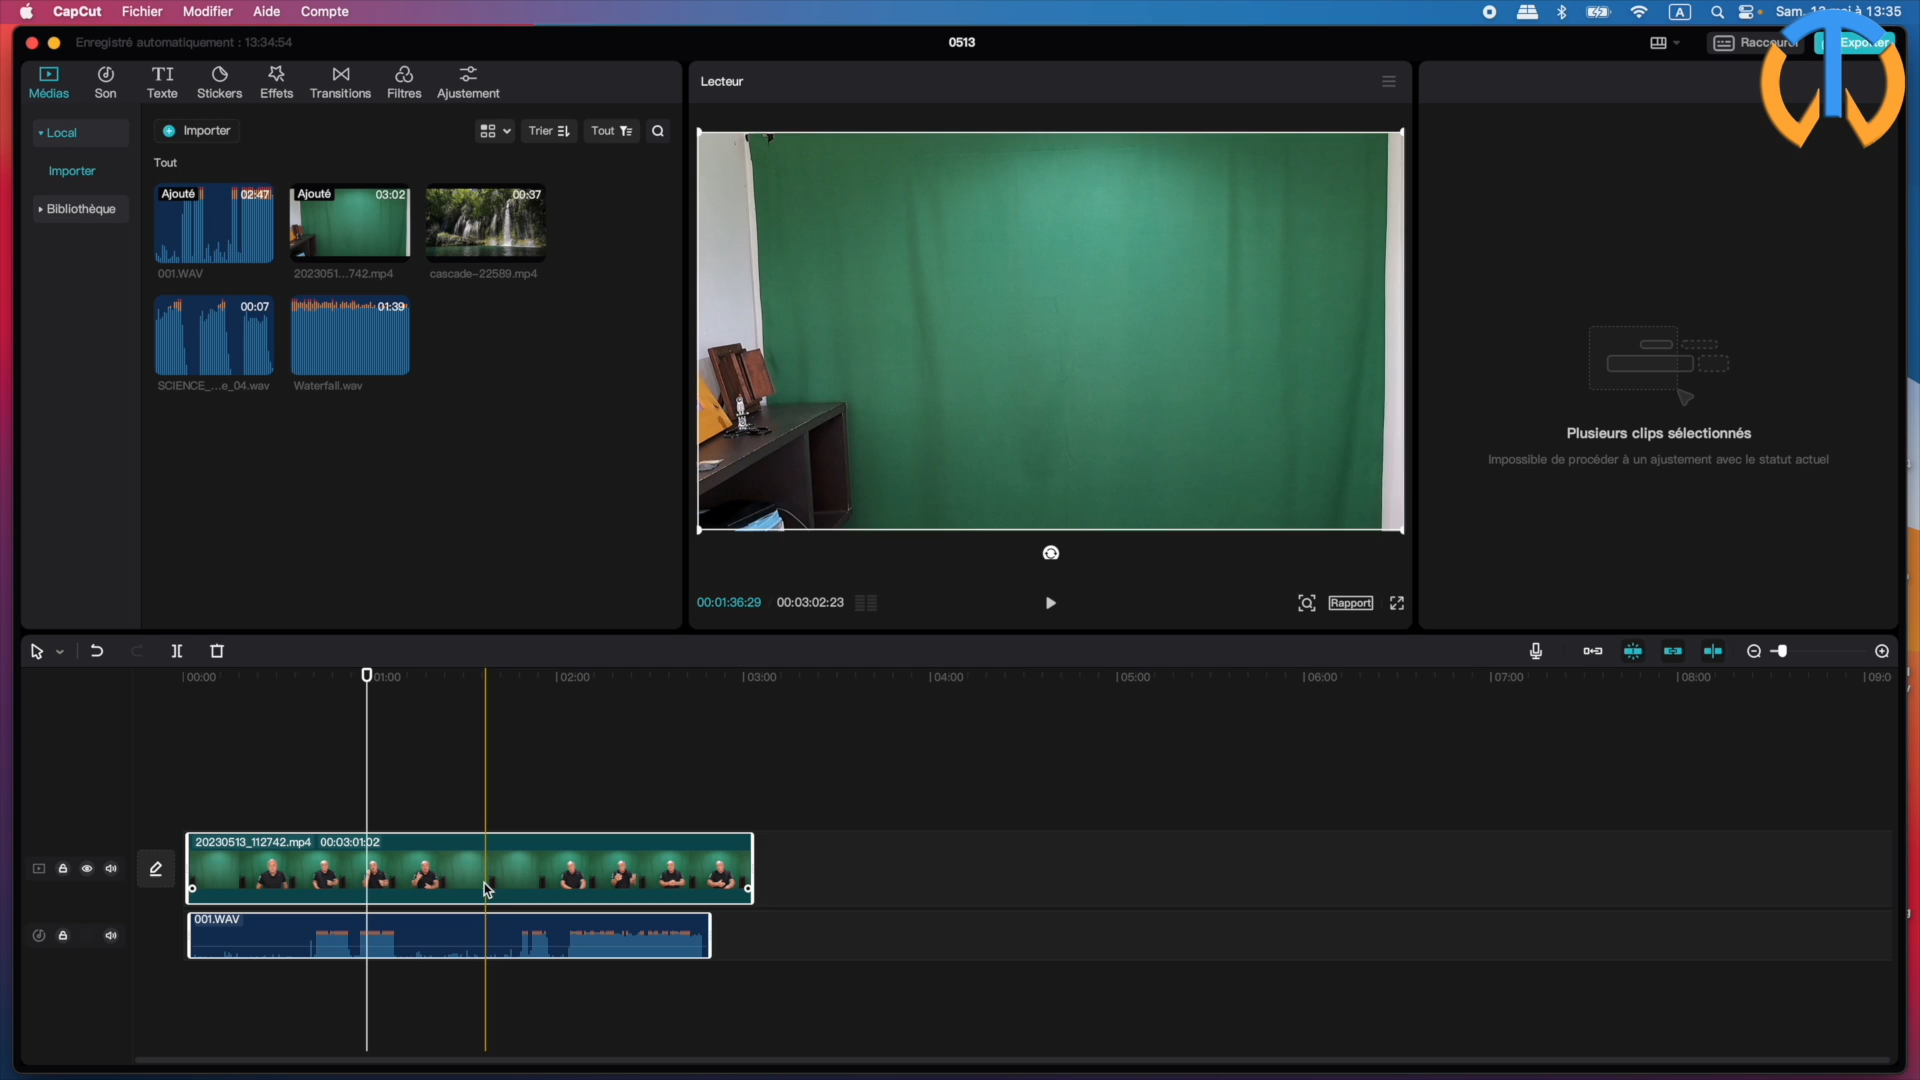 CapCut Fichier Modifier Aide Compte
A
Sam. 13 mai à 13:35
Enregistré automatiquement : 13:34:54
0513
Raccourci
Exporter
Médias Son Texte Stickers Effets Transitions Filtres Ajustement
Local
Importer
Bibliothèque
Importer
Trier
Tout
Tout
Ajouté 02:47
001.WAV
Ajouté 03:02
2023051...742.mp4
00:37
cascade-22589.mp4
00:07
SCIENCE_...e_04.wav
01:39
Waterfall.wav
Lecteur
00:01:36:29 00:03:02:23
Rapport
Plusieurs clips sélectionnés
Impossible de procéder à un ajustement avec le statut actuel
00:00 01:00 02:00 03:00 04:00 05:00 06:00 07:00 08:00 09:0
20230513_112742.mp4 00:03:01:02
001.WAV